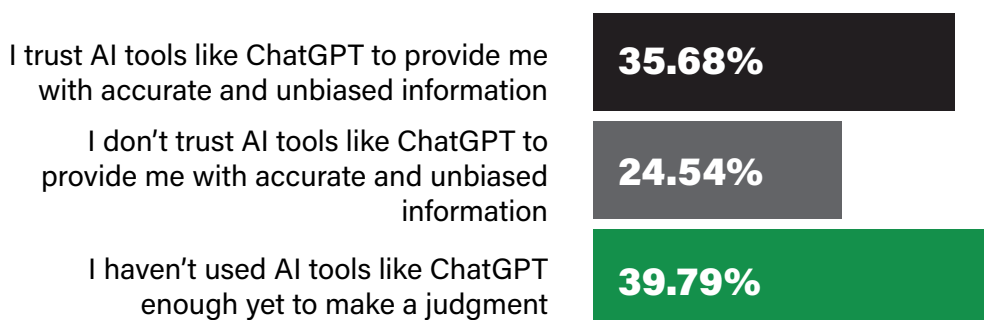 I trust AI tools like ChatGPT to provide me
with accurate and unbiased information
35.68%
I don’t trust AI tools like ChatGPT to
provide me with accurate and unbiased
information
24.54%
I haven’t used AI tools like ChatGPT
enough yet to make a judgment
39.79%